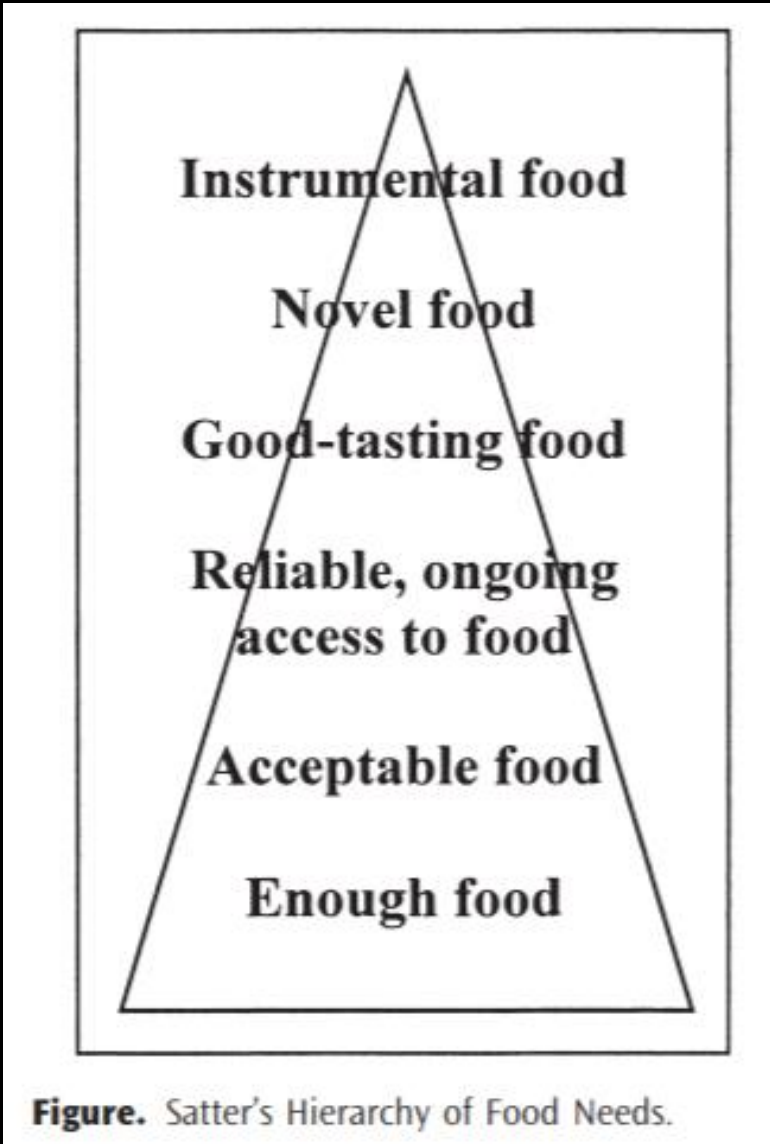 Instrumental food
Novel food
Good-tasting food
Reliable, ongoing
access to food
Acceptable food
Enough food
Figure. Satter's Hierarchy of Food Needs.